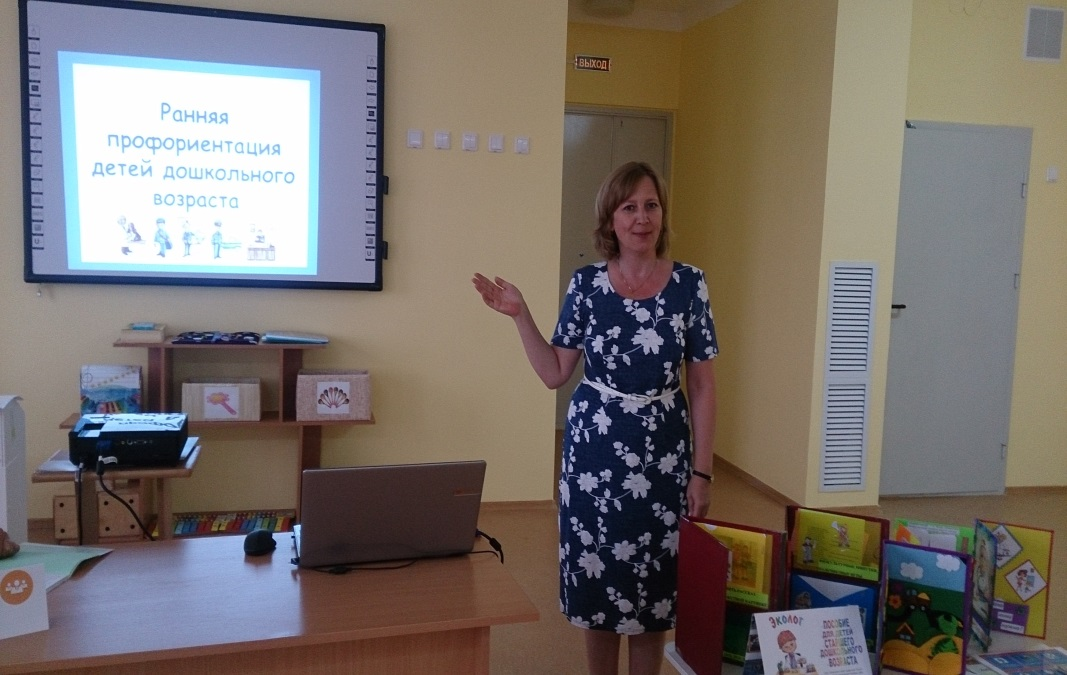 Ранняя
профориентация
детей дошкольного
возраста
ВЫХОД
Эколог
ПОСОБИЕ
ДЛЯ ДЕТЕЙ
СТАРШЕГО
ДОШКОЛЬНОГО
ВОЗРАСТА